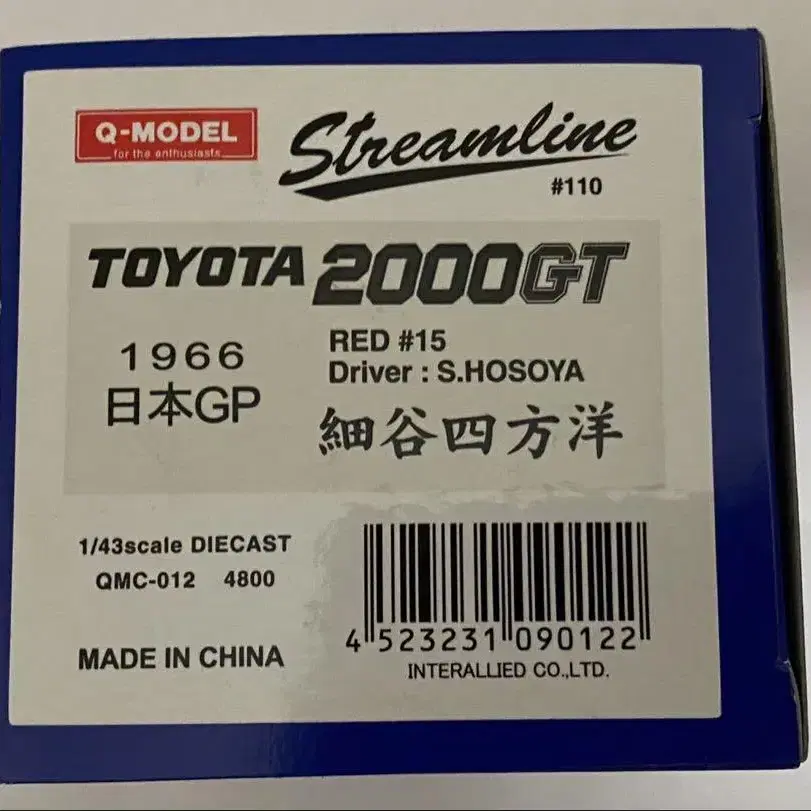 Q-MODEL
for the enthusiasts
Streamline
#110
TOYOTA 2000GT
1966
日本GP
RED #15
Driver : S.HOSOYA
細谷四方洋
1/43scale DIECAST
QMC-012 4800
MADE IN CHINA
4 523231 090122
INTERALLIED CO.,LTD.